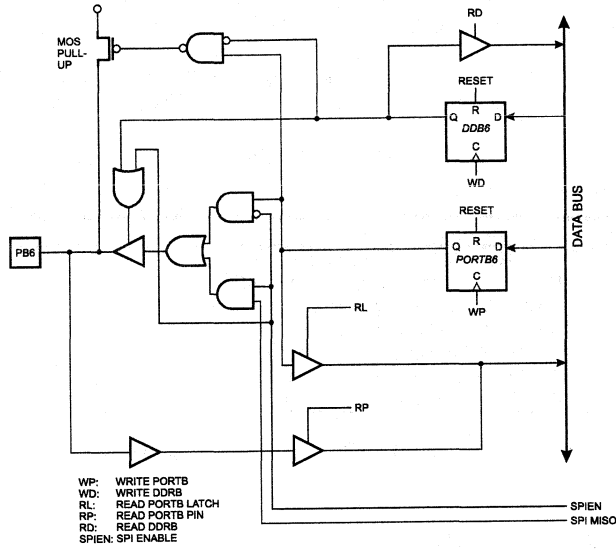 RD
MOS
PULL-
UP
RESET
R
Q
D
DDB6
C
WD
RESET
R
Q
D
PORTB6
C
WP
DATA BUS
PB6
RL
RP
WP: WRITE PORTB
WD: WRITE DDRB
RL: READ PORTB LATCH
RP: READ PORTB PIN
RD: READ DDRB
SPIEN: SPI ENABLE
SPIEN
SPI MISO